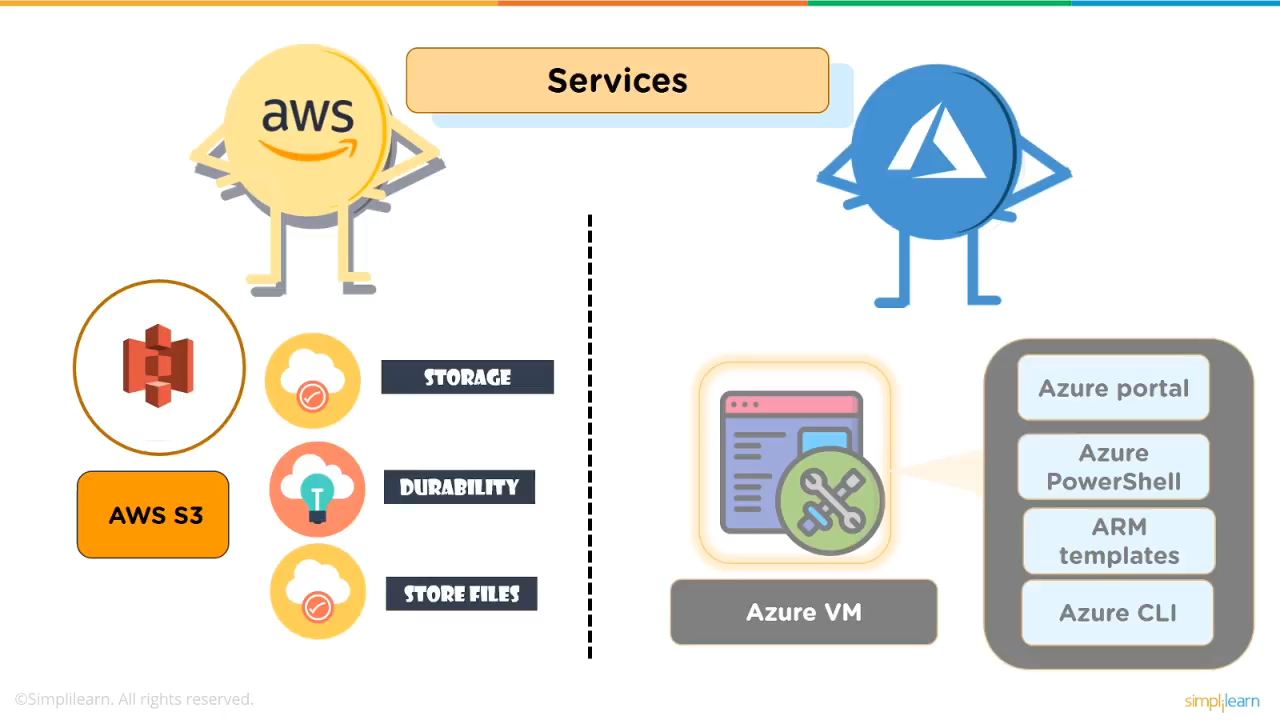 Services
aws
AWS S3
STORAGE
DURABILITY
STORE FILES
Azure portal
Azure
PowerShell
ARM
templates
Azure CLI
Azure VM
©Simplilearn. All rights reserved.
simplilearn